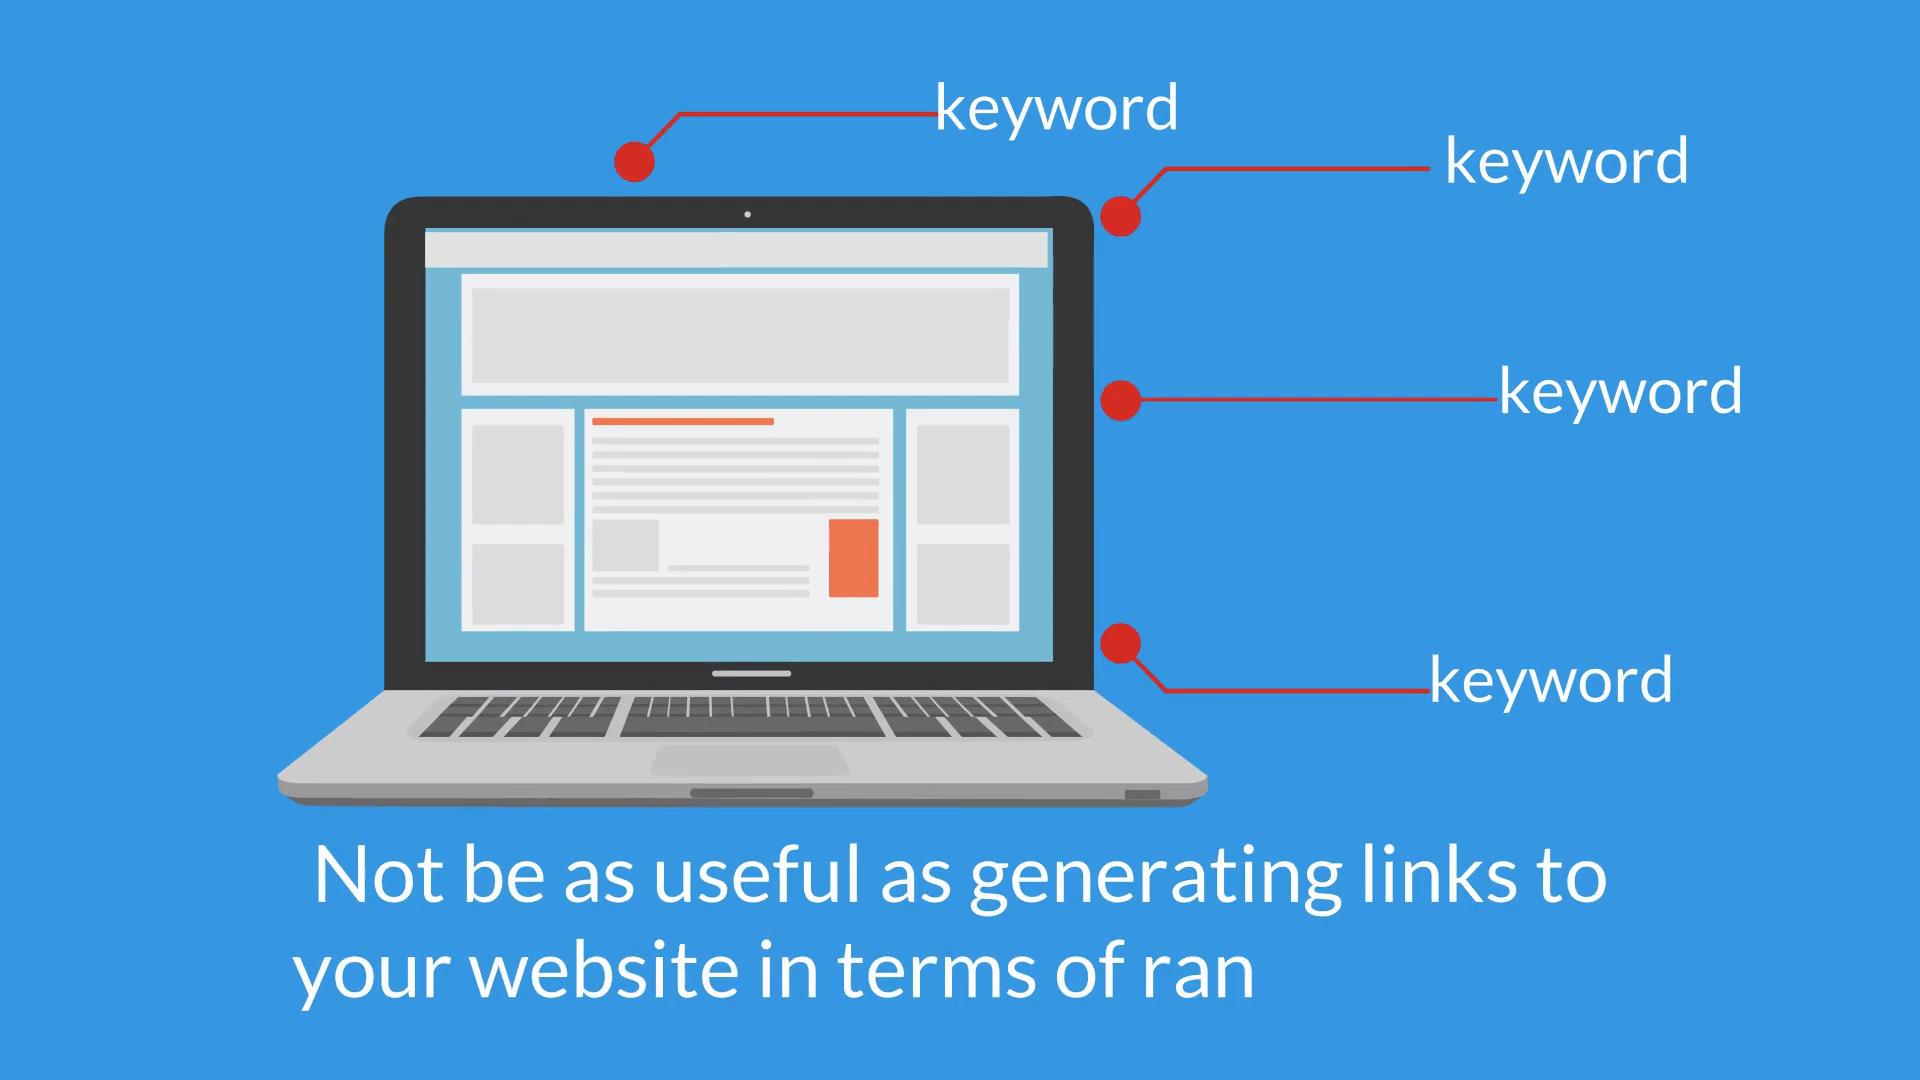 keyword
keyword
keyword
keyword
Not be as useful as generating links to
your website in terms of ran